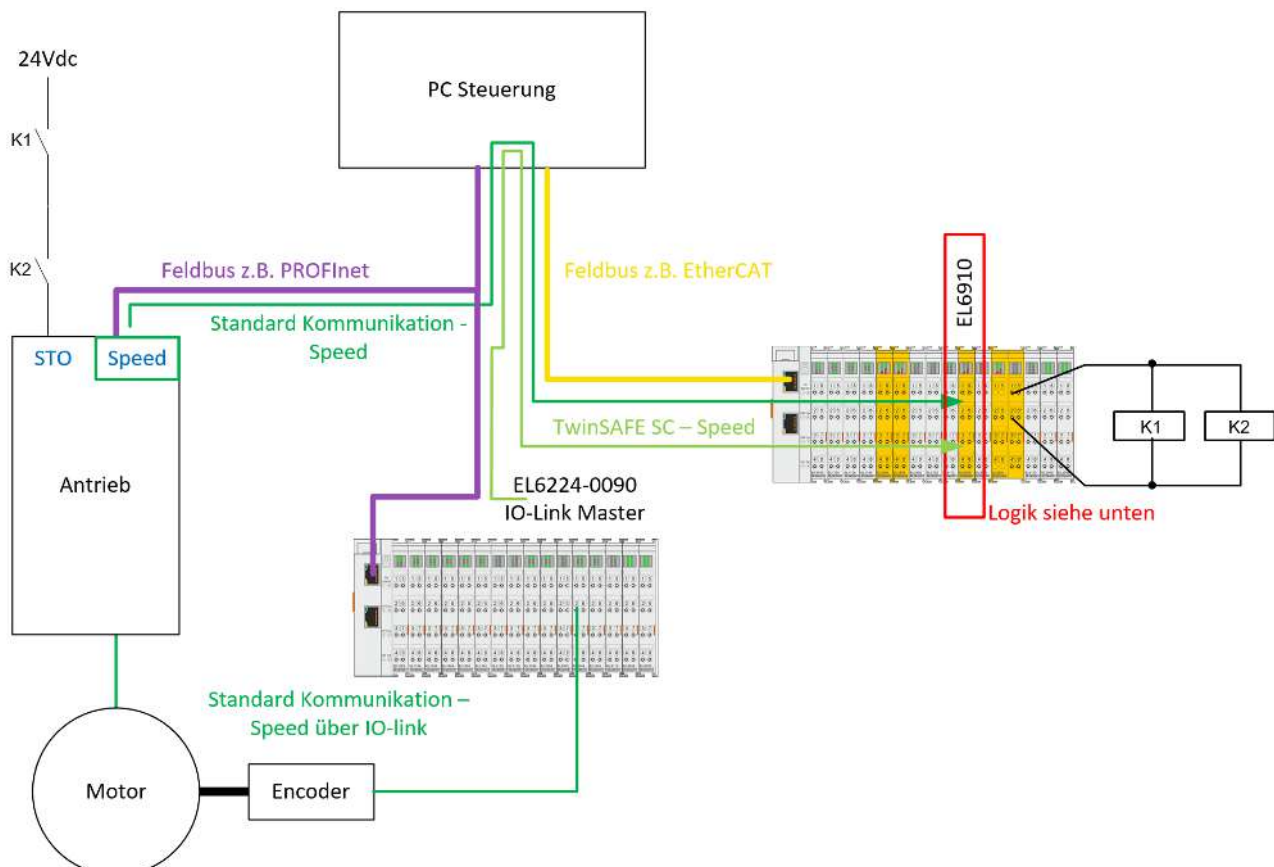 24Vdc
PC Steuerung
K1
K2
Feldbus z.B. PROFInet
Feldbus z.B. EtherCAT
EL6910
STO
Speed
Standard Kommunikation -
Speed
TwinSAFE SC – Speed
K1
K2
Antrieb
EL6224-0090
IO-Link Master
Logik siehe unten
Standard Kommunikation –
Speed über IO-link
Motor
Encoder